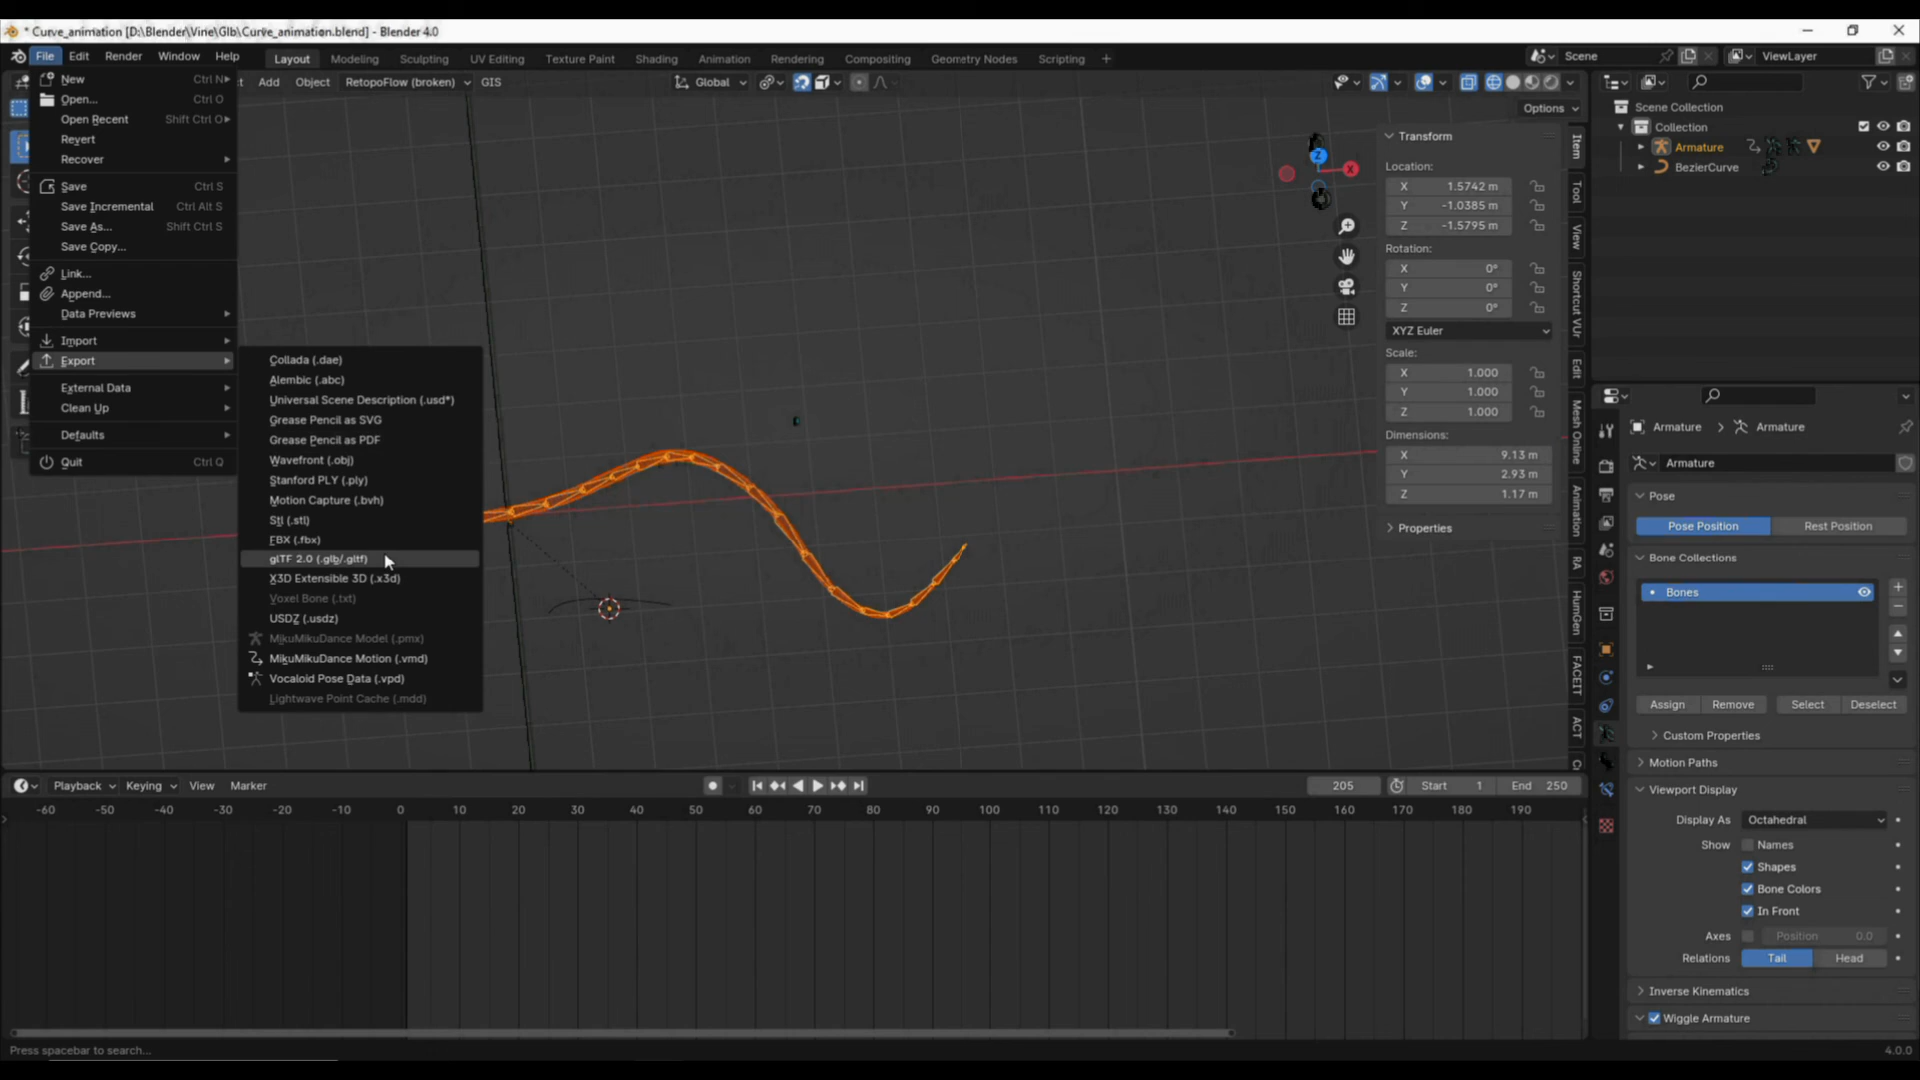 * Curve_animation [D:\Blender\Vine\Glb\Curve_animation.blend] - Blender 4.0
File Edit Render Window Help Layout Modeling Sculpting UV Editing Texture Paint Shading Animation Rendering Compositing Geometry Nodes Scripting + Scene ViewLayer
Add Object RetopoFlow (broken) GIS Global
Options
New Ctrl N
Open... Ctrl O
Open Recent Shift Ctrl O
Revert
Recover
Save Ctrl S
Save Incremental Ctrl Alt S
Save As... Shift Ctrl S
Save Copy...
Link...
Append...
Data Previews
Import
Export
External Data
Clean Up
Defaults
Quit Ctrl Q
Collada (.dae)
Alembic (.abc)
Universal Scene Description (.usd*)
Grease Pencil as SVG
Grease Pencil as PDF
Wavefront (.obj)
Stanford PLY (.ply)
Motion Capture (.bvh)
Stl (.stl)
FBX (.fbx)
glTF 2.0 (.glb/.gltf)
X3D Extensible 3D (.x3d)
Voxel Bone (.txt)
USDZ (.usdz)
MikuMikuDance Model (.pmx)
MikuMikuDance Motion (.vmd)
Vocaloid Pose Data (.vpd)
Lightwave Point Cache (.mdd)
Z
X
Transform
Location:
X 1.5742 m
Y -1.0385 m
Z -1.5795 m
Rotation:
X 0°
Y 0°
Z 0°
XYZ Euler
Scale:
X 1.000
Y 1.000
Z 1.000
Dimensions:
X 9.13 m
Y 2.93 m
Z 1.17 m
Properties
Item
Tool
View
Shortcut VUr
Edit
Mesh Online
Animation
RA
HumGen
FACEIT
ACT
Scene Collection
Collection
Armature
BezierCurve
Armature > Armature
Armature
Pose
Pose Position Rest Position
Bone Collections
Bones
Assign Remove Select Deselect
Custom Properties
Motion Paths
Viewport Display
Display As Octahedral
Show Names
Shapes
Bone Colors
In Front
Axes Position 0.0
Relations Tail Head
Inverse Kinematics
Wiggle Armature
Playback Keying View Marker 205 Start 1 End 250
-60 -50 -40 -30 -20 -10 0 10 20 30 40 50 60 70 80 90 100 110 120 130 140 150 160 170 180 190
Press spacebar to search... 4.0.0